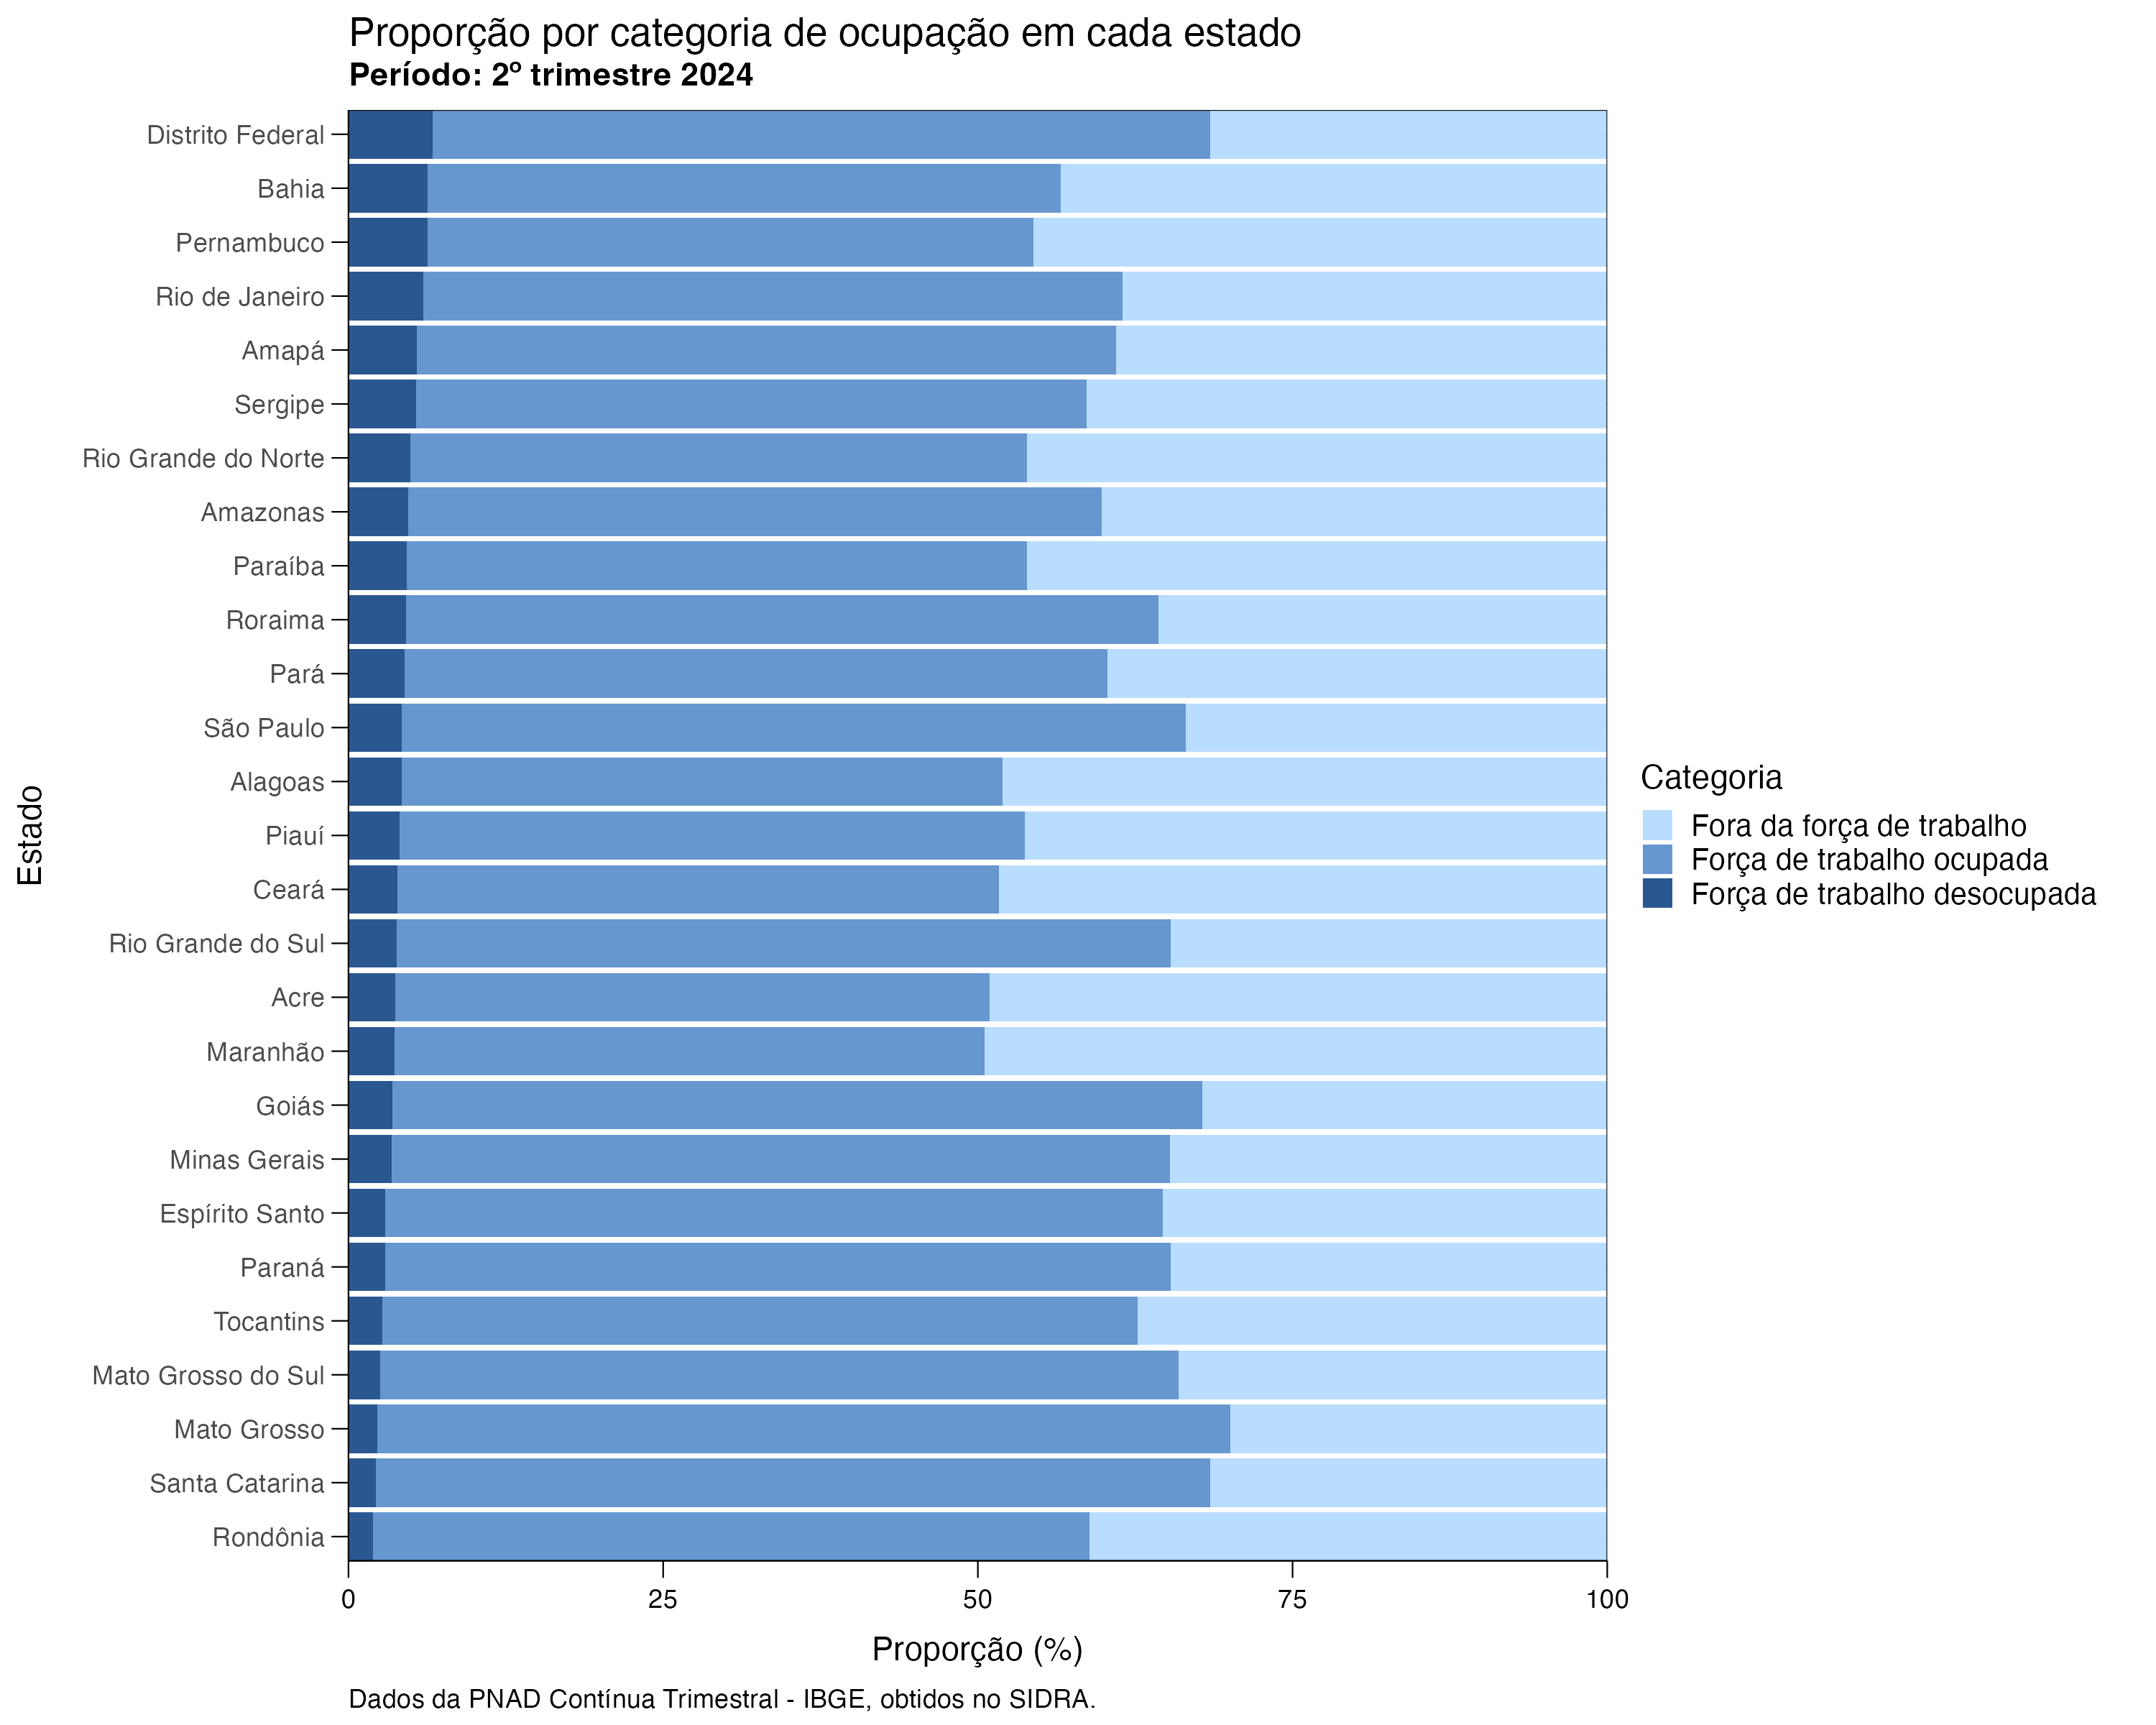 Proporção por categoria de ocupação em cada estado
Período: 2º trimestre 2024
Distrito Federal
Bahia
Pernambuco
Rio de Janeiro
Amapá
Sergipe
Rio Grande do Norte
Amazonas
Paraíba
Roraima
Pará
São Paulo
Alagoas
Piauí
Ceará
Rio Grande do Sul
Acre
Maranhão
Goiás
Minas Gerais
Espírito Santo
Paraná
Tocantins
Mato Grosso do Sul
Mato Grosso
Santa Catarina
Rondônia
Estado
0 25 50 75 100
Proporção (%)
Categoria
Fora da força de trabalho
Força de trabalho ocupada
Força de trabalho desocupada
Dados da PNAD Contínua Trimestral - IBGE, obtidos no SIDRA.